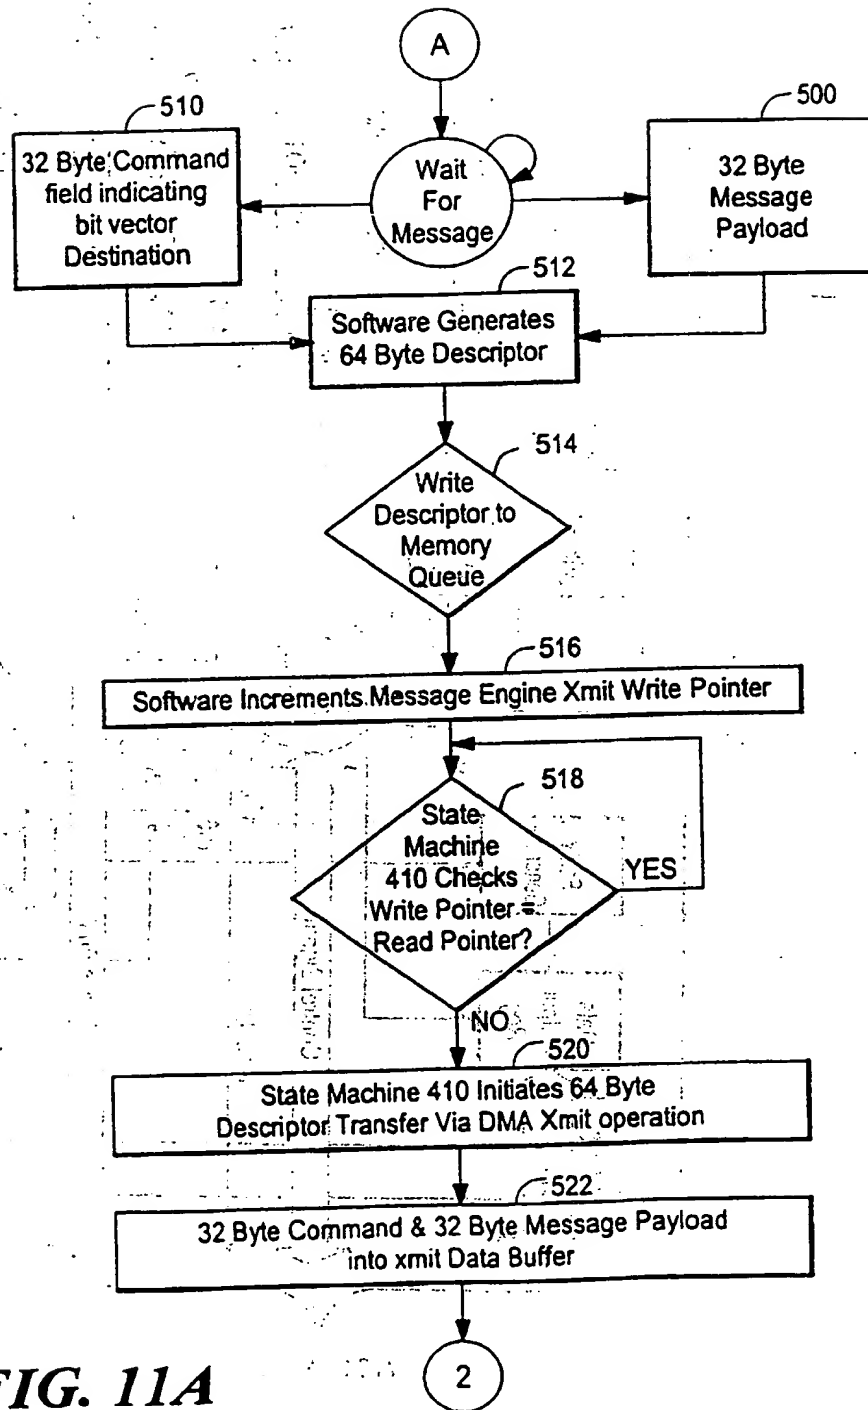 A
510
500
32 Byte Command
field indicating
bit vector
Destination
Wait
For
Message
32 Byte
Message
Payload
512
Software Generates
64 Byte Descriptor
514
Write
Descriptor to
Memory
Queue
516
Software Increments Message Engine Xmit Write Pointer
518
State
Machine
410 Checks
Write Pointer =
Read Pointer?
YES
NO
520
State Machine 410 Initiates 64 Byte
Descriptor Transfer Via DMA Xmit operation
522
32 Byte Command & 32 Byte Message Payload
into xmit Data Buffer
2
FIG. 11A